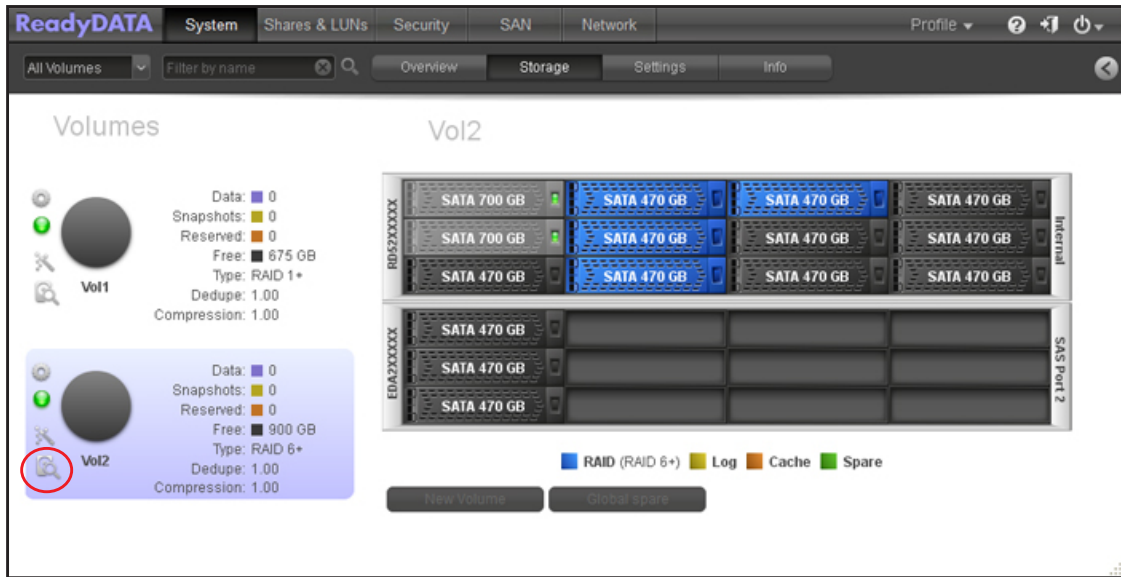 ReadyDATA System Shares & LUNs Security SAN Network Profile
All Volumes Filter by name Overview Storage Settings Info
Volumes
Vol2
Data: 0
Snapshots: 0
Reserved: 0
Free: 675 GB
Type: RAID 1+
Dedupe: 1.00
Compression: 1.00
Vol1
Data: 0
Snapshots: 0
Reserved: 0
Free: 900 GB
Type: RAID 6+
Dedupe: 1.00
Compression: 1.00
Vol2
RD52XXXXX
SATA 700 GB SATA 470 GB SATA 470 GB SATA 470 GB
SATA 700 GB SATA 470 GB SATA 470 GB SATA 470 GB
SATA 470 GB SATA 470 GB SATA 470 GB SATA 470 GB
Internal
EDA2XXXXX
SATA 470 GB
SATA 470 GB
SATA 470 GB
SAS Port 2
RAID (RAID 6+) Log Cache Spare
New Volume Global spare